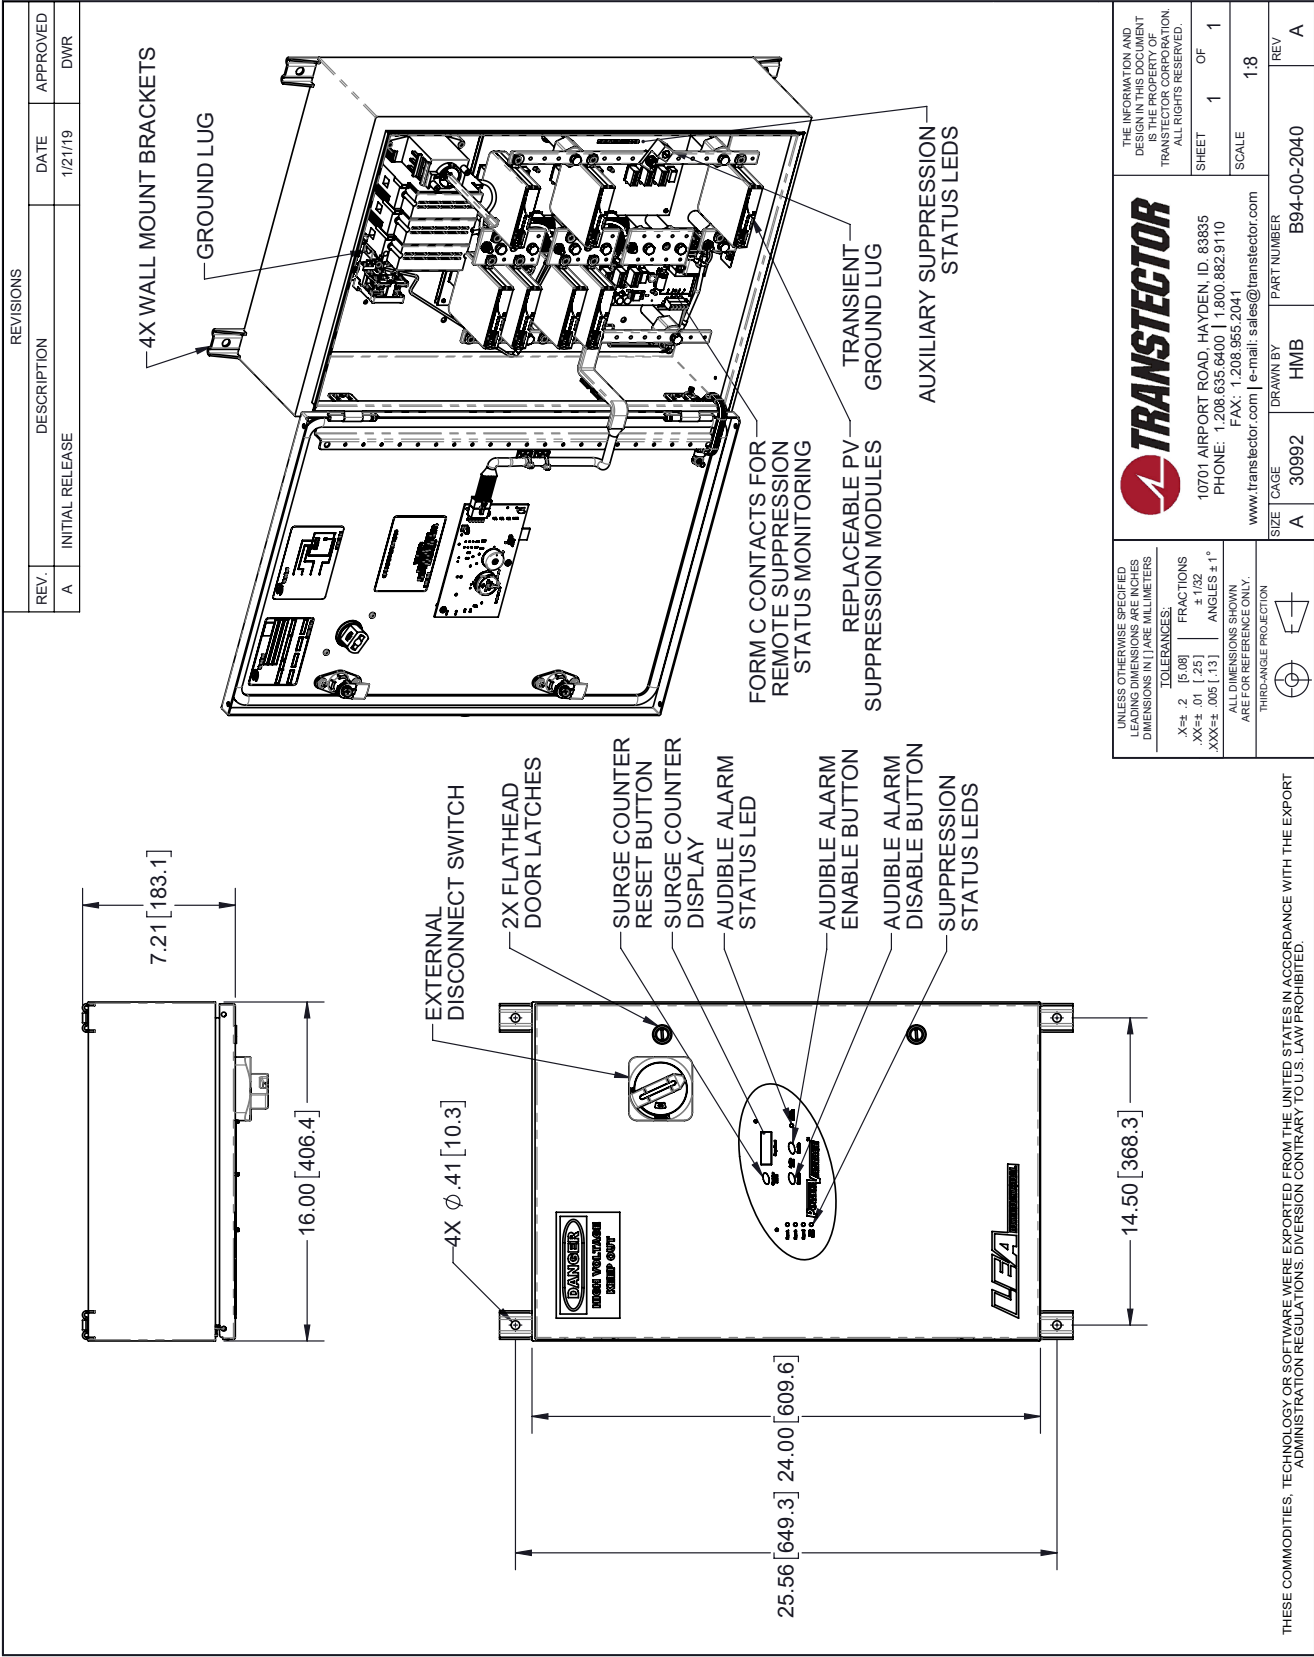 REVISIONS
REV.
DESCRIPTION
DATE
APPROVED
A
INITIAL RELEASE
1/21/19
DWR
7.21 [183.1]
16.00 [406.4]
4X WALL MOUNT BRACKETS
GROUND LUG
4X Ø.41 [10.3]
EXTERNAL
DISCONNECT SWITCH
2X FLATHEAD
DOOR LATCHES
SURGE COUNTER
RESET BUTTON
SURGE COUNTER
DISPLAY
AUDIBLE ALARM
STATUS LED
AUDIBLE ALARM
ENABLE BUTTON
AUDIBLE ALARM
DISABLE BUTTON
SUPPRESSION
STATUS LEDS
FORM C CONTACTS FOR
REMOTE SUPPRESSION
STATUS MONITORING
REPLACEABLE PV
SUPPRESSION MODULES
TRANSIENT
GROUND LUG
AUXILIARY SUPPRESSION
STATUS LEDS
DANGER
HIGH VOLTAGE
KEEP OUT
LEA
25.56 [649.3]
24.00 [609.6]
14.50 [368.3]
THESE COMMODITIES, TECHNOLOGY OR SOFTWARE WERE EXPORTED FROM THE UNITED STATES IN ACCORDANCE WITH THE EXPORT
ADMINISTRATION REGULATIONS. DIVERSION CONTRARY TO U.S. LAW PROHIBITED.
UNLESS OTHERWISE SPECIFIED
LEADING DIMENSIONS ARE INCHES
DIMENSIONS IN [ ] ARE MILLIMETERS
TOLERANCES:
.X=± .2 [5.08]
.XX=± .01 [.25]
.XXX=± .005 [.13]
FRACTIONS
± 1/32
ANGLES ± 1°
ALL DIMENSIONS SHOWN
ARE FOR REFERENCE ONLY.
THIRD-ANGLE PROJECTION
TRANSTECTOR
10701 AIRPORT ROAD, HAYDEN, ID. 83835
PHONE: 1.208.635.6400 | 1.800.882.9110
FAX: 1.208.955.2041
www.transtector.com | e-mail: sales@transtector.com
THE INFORMATION AND
DESIGN IN THIS DOCUMENT
IS THE PROPERTY OF
TRANSTECTOR CORPORATION.
ALL RIGHTS RESERVED.
SHEET 1 OF 1
SCALE 1:8
SIZE
A
CAGE
30992
DRAWN BY
HMB
PART NUMBER
B94-00-2040
REV
A